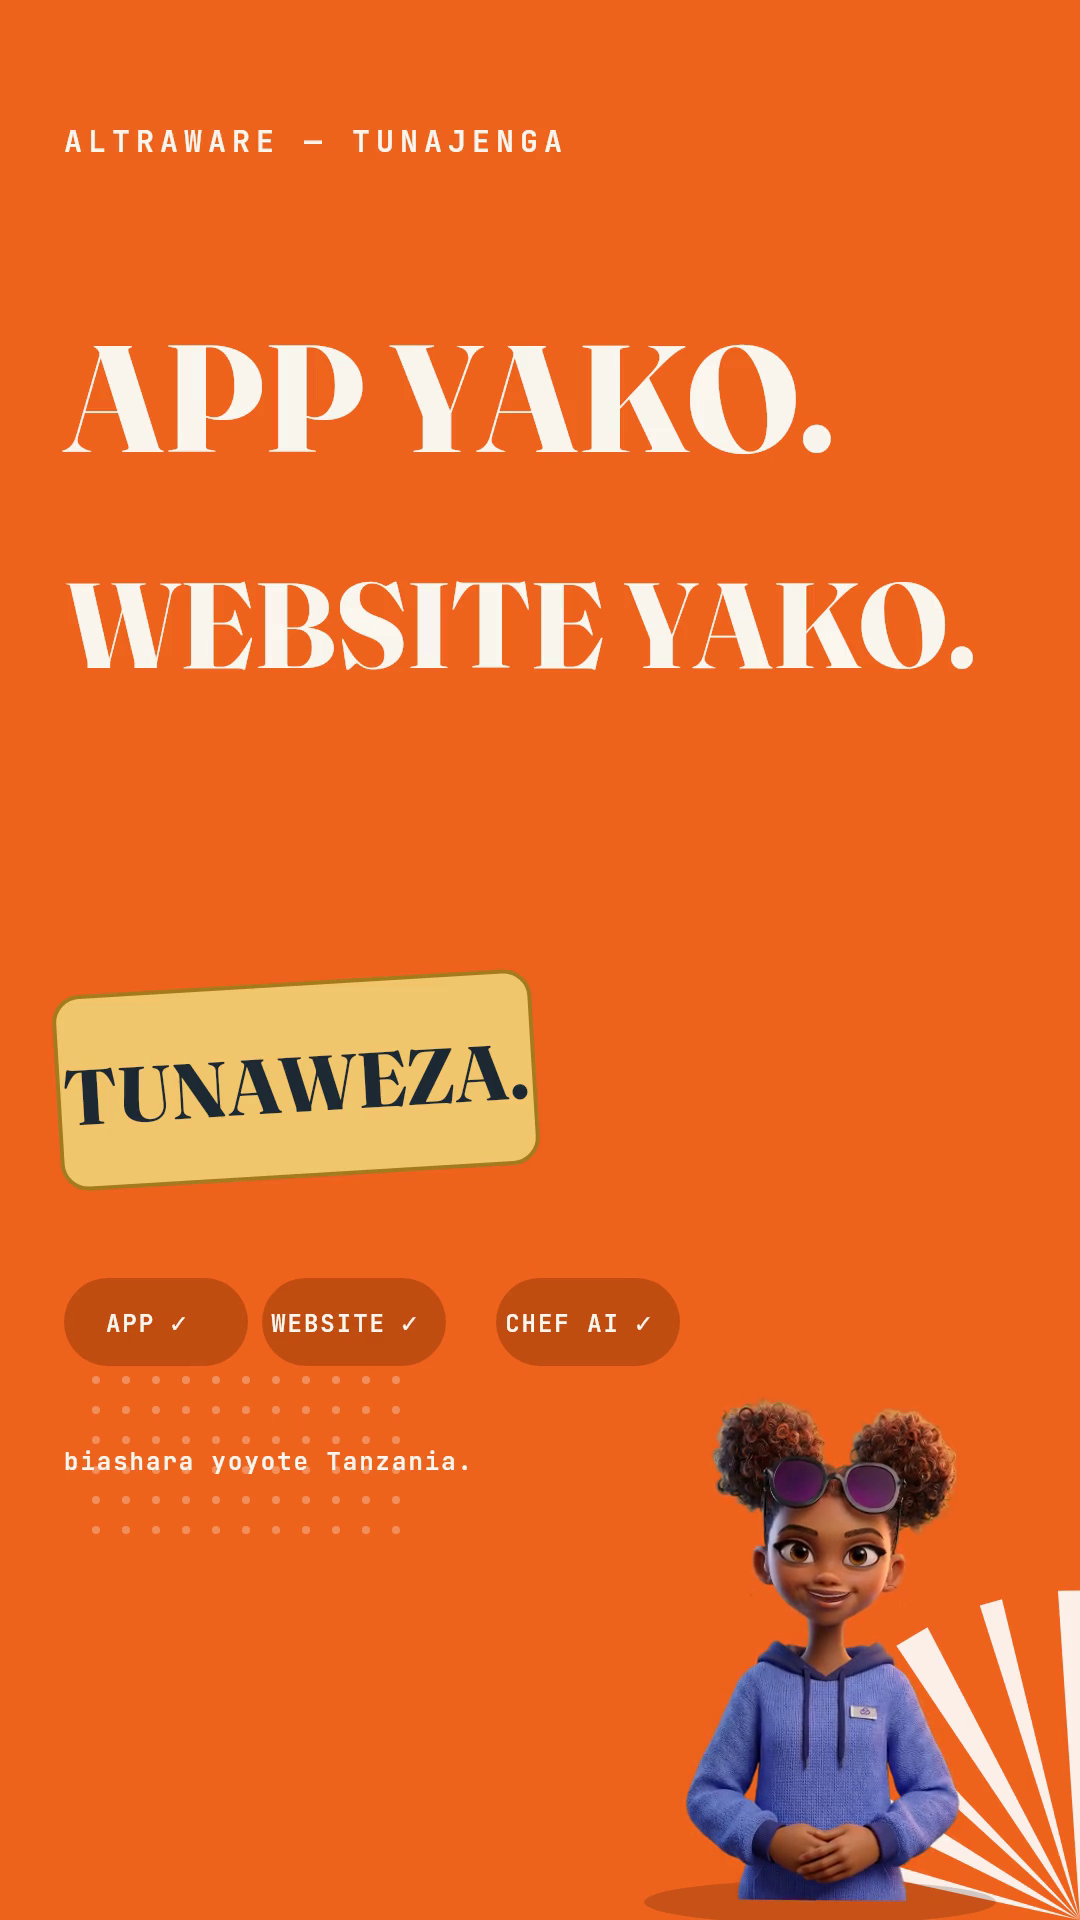 ALTRAWARE — TUNAJENGA
APP YAKO.
WEBSITE YAKO.
TUNAWEZA.
APP ✓
WEBSITE ✓
CHEF AI ✓
biashara yoyote Tanzania.